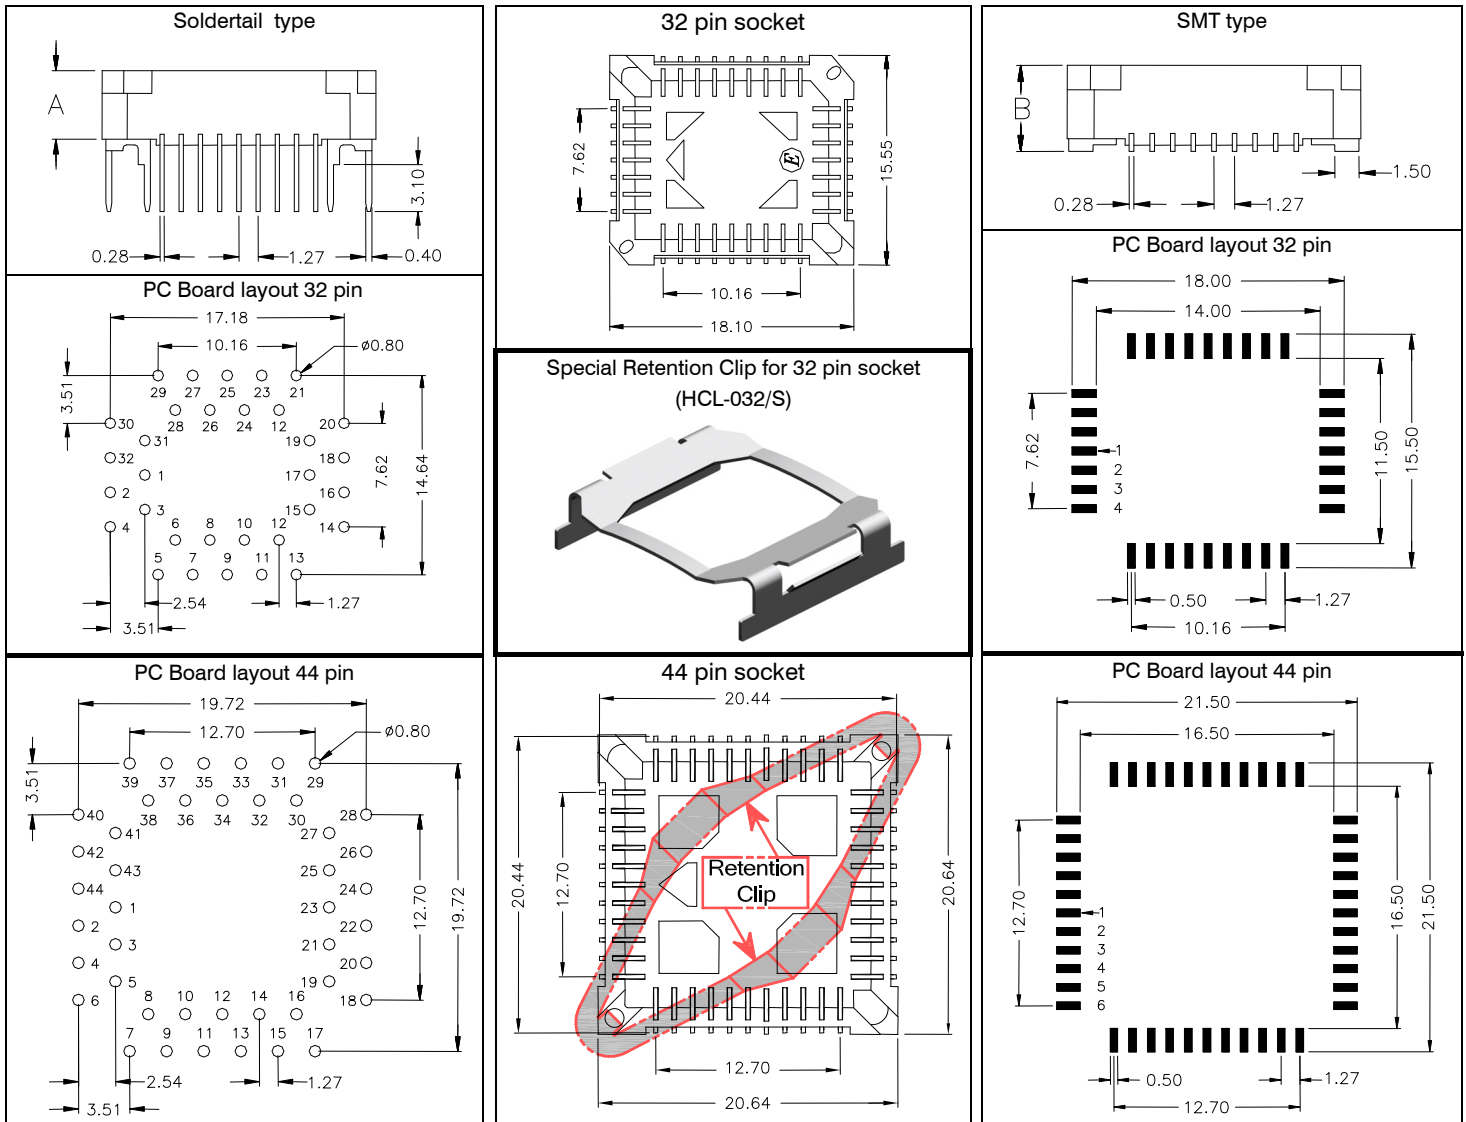 Soldertail type
A
3.10
0.28
1.27
0.40
PC Board layout 32 pin
17.18
10.16
ø0.80
3.51
29 27 25 23 21
30 28 26 24 12 20
31 19
32 18
1 17
2 16
3 15
4 6 8 10 12 14
5 7 9 11 13
7.62
14.64
2.54
1.27
3.51
PC Board layout 44 pin
19.72
12.70
ø0.80
3.51
39 37 35 33 31 29
40 38 36 34 32 30 28
41 27
42 26
43 25
44 24
1 23
2 22
3 21
4 20
5 19
6 8 10 12 14 16 18
7 9 11 13 15 17
12.70
19.72
2.54
1.27
3.51
32 pin socket
7.62
E
15.55
10.16
18.10
Special Retention Clip for 32 pin socket
(HCL-032/S)
44 pin socket
20.44
20.44
12.70
Retention
Clip
20.64
12.70
20.64
SMT type
B
1.50
0.28
1.27
PC Board layout 32 pin
18.00
14.00
7.62
1
2
3
4
11.50
15.50
0.50
1.27
10.16
PC Board layout 44 pin
21.50
16.50
12.70
1
2
3
4
5
6
16.50
21.50
0.50
1.27
12.70